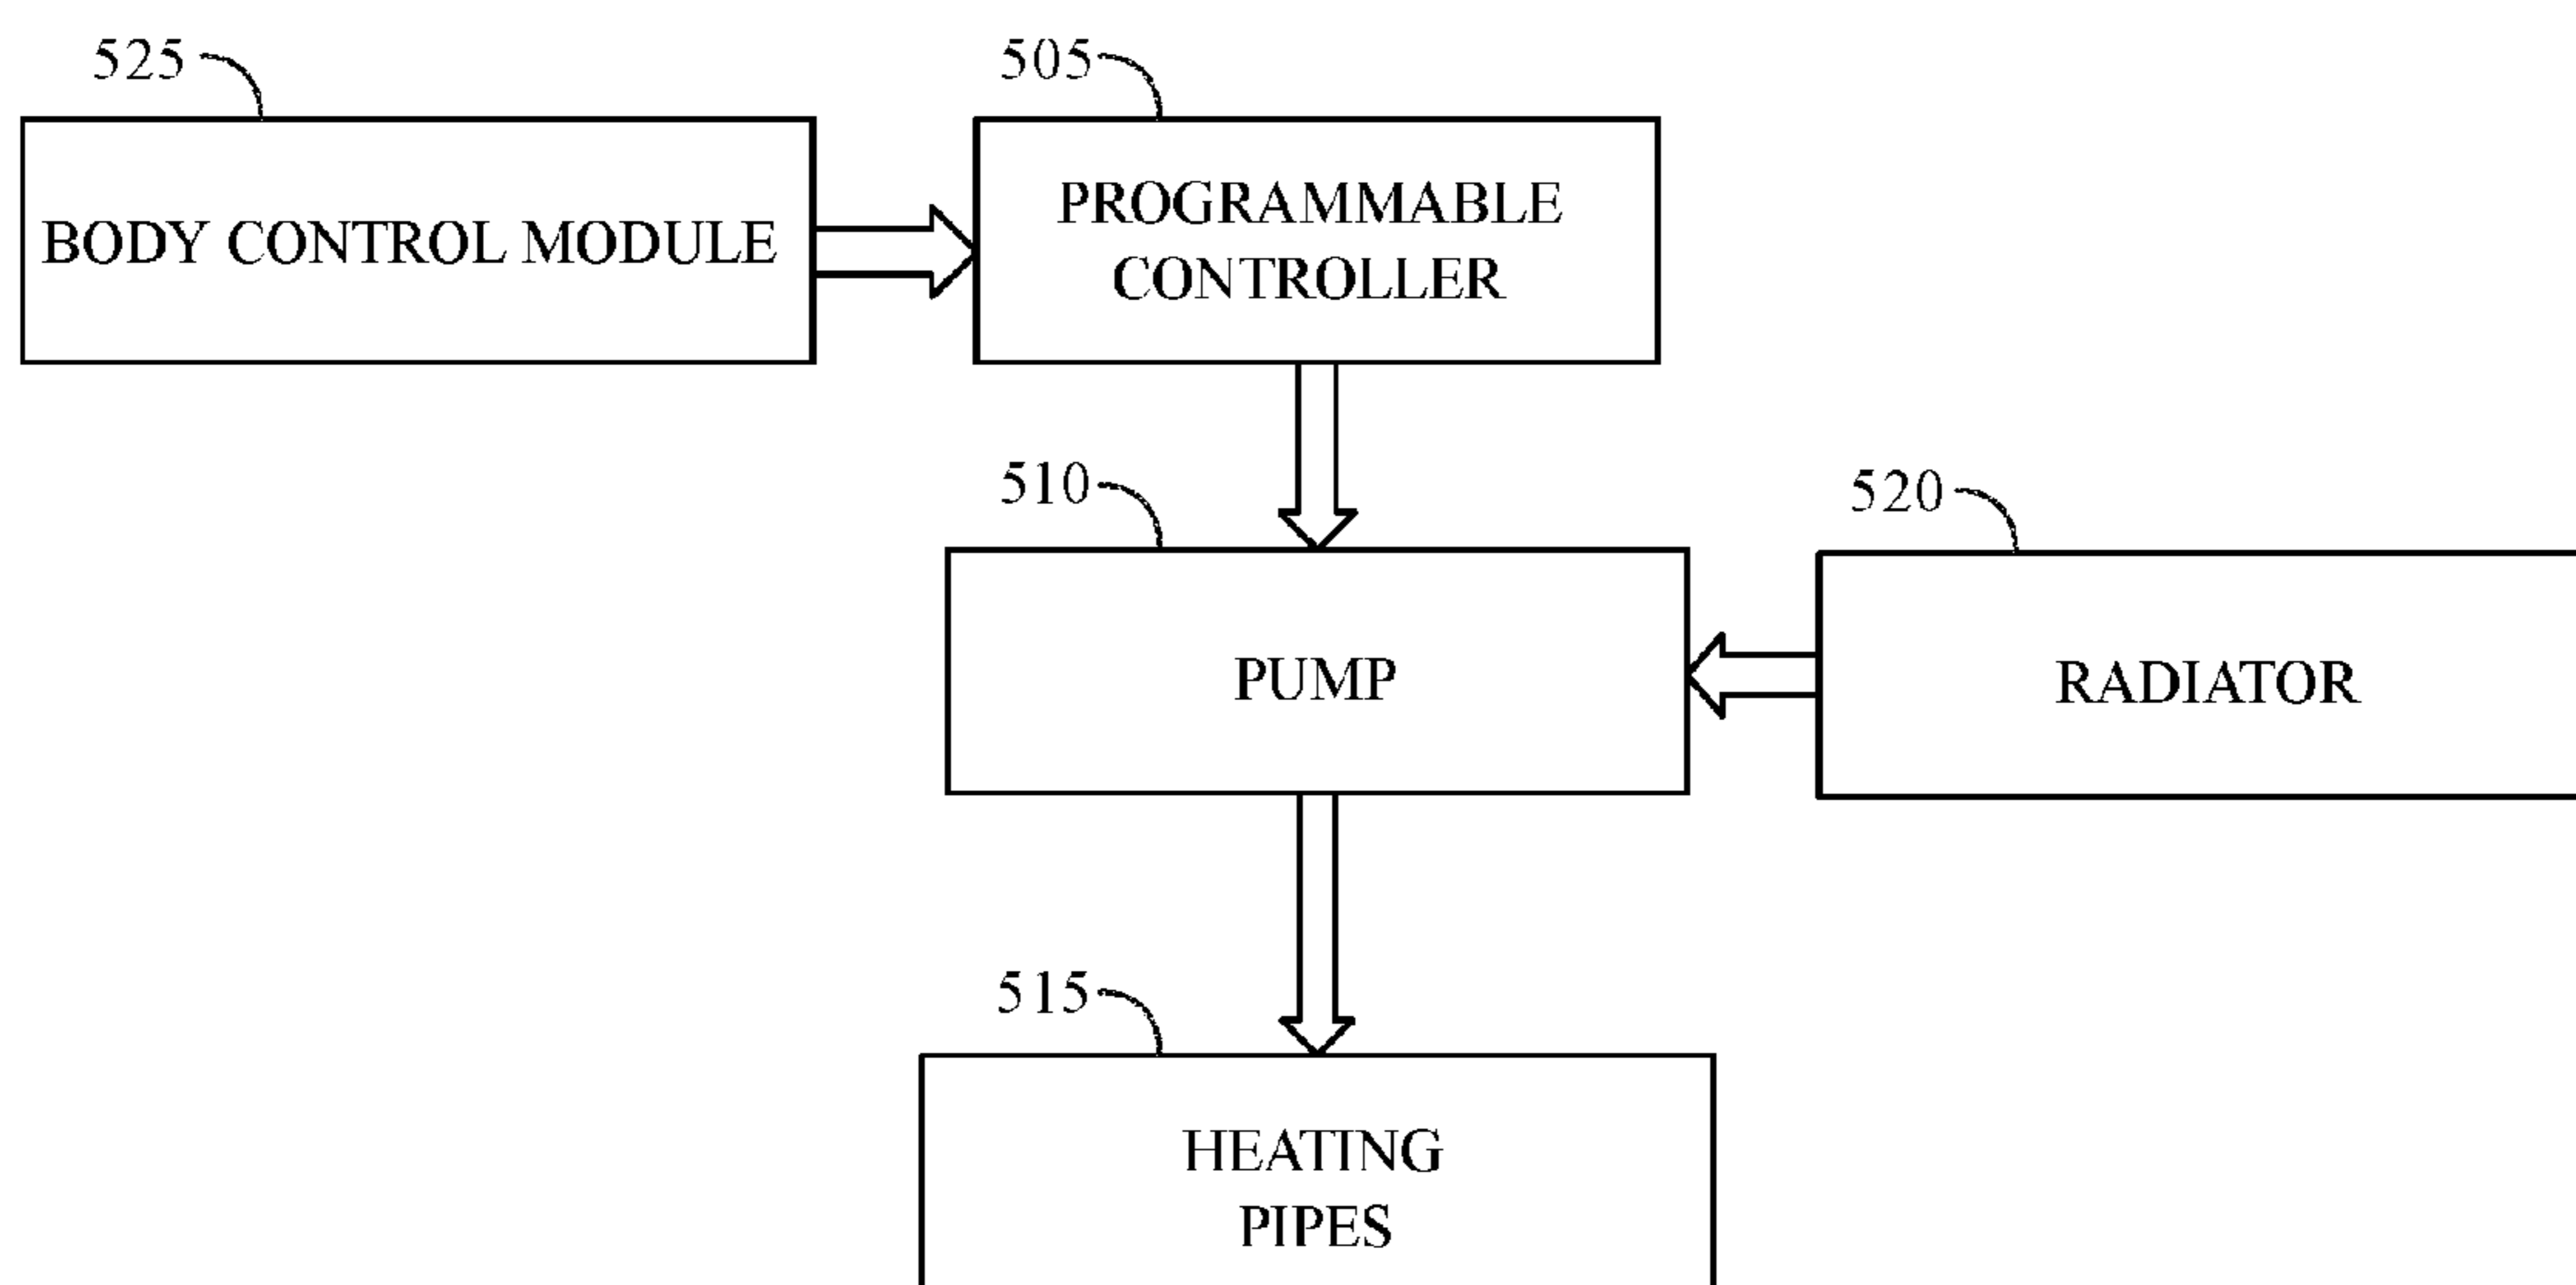 525
505
BODY CONTROL MODULE
PROGRAMMABLE
CONTROLLER
510
520
PUMP
RADIATOR
515
HEATING
PIPES